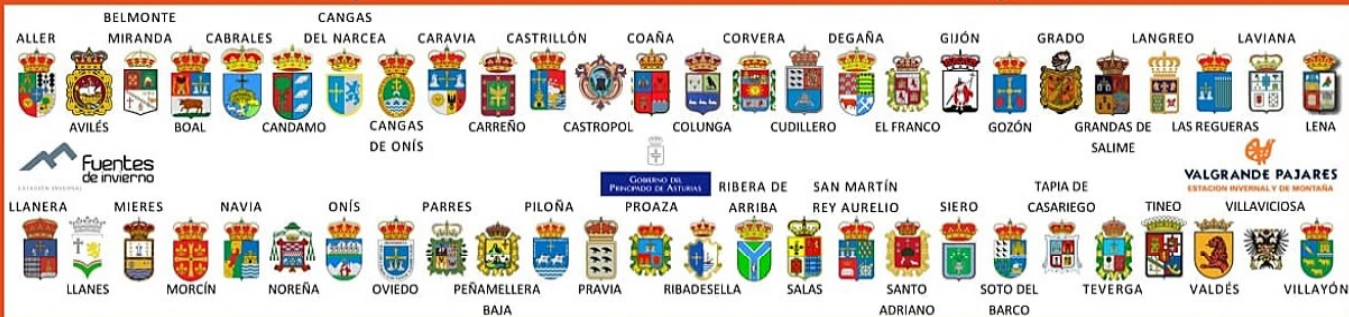 BELMONTE CANGAS
ALLER MIRANDA CABRALES DEL NARCEA CARAVIA CASTRILLÓN COAÑA CORVERA DEGAÑA GIJÓN GRADO LANGREO LAVIANA
AVILÉS BOAL CANDAMO CANGAS CARREÑO CASTROPOL COLUNGA CUDILLERO EL FRANCO GOZÓN GRANDAS DE LAS REGUERAS LENA
DE ONÍS SALIME
Fuentes
de invierno
ESTACIÓN INVERNAL
GOBIERNO DEL
PRINCIPADO DE ASTURIAS
VALGRANDE PAJARES
ESTACION INVERNAL Y DE MONTAÑA
RIBERA DE SAN MARTÍN TAPIA DE
LLANERA MIERES NAVIA ONÍS PARRES PILOÑA PROAZA ARRIBA REY AURELIO SIERO CASARIEGO TINEO VILLAVICIOSA
LLANES MORCÍN NOREÑA OVIEDO PEÑAMELLERA PRAVIA RIBADESELLA SALAS SANTO SOTO DEL TEVERGA VALDÉS VILLAYÓN
BAJA ADRIANO BARCO